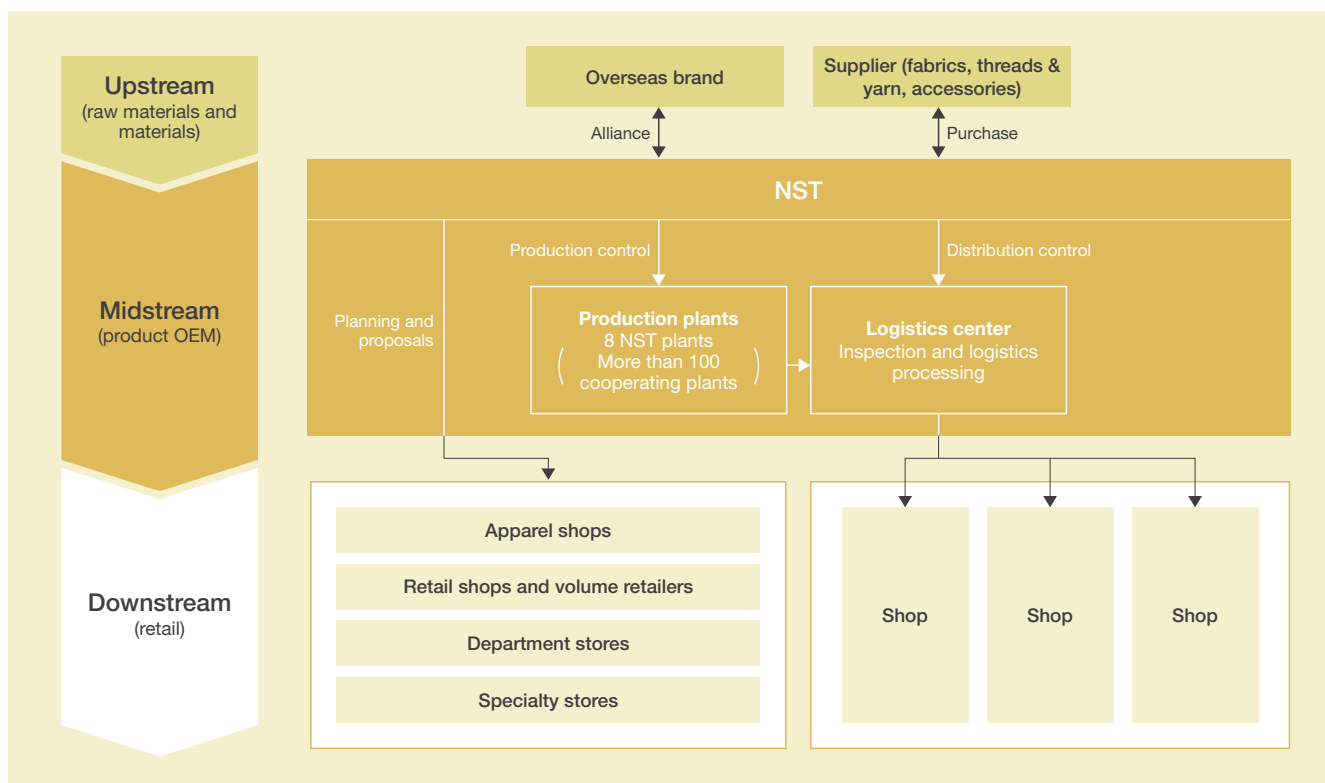 Upstream
(raw materials and
materials)
Overseas brand
Supplier (fabrics, threads &
yarn, accessories)
Alliance
Purchase
NST
Midstream
(product OEM)
Planning and
proposals
Production control
Distribution control
Production plants
8 NST plants
( More than 100
cooperating plants )
Logistics center
Inspection and logistics
processing
Downstream
(retail)
Apparel shops
Retail shops and volume retailers
Department stores
Specialty stores
Shop
Shop
Shop